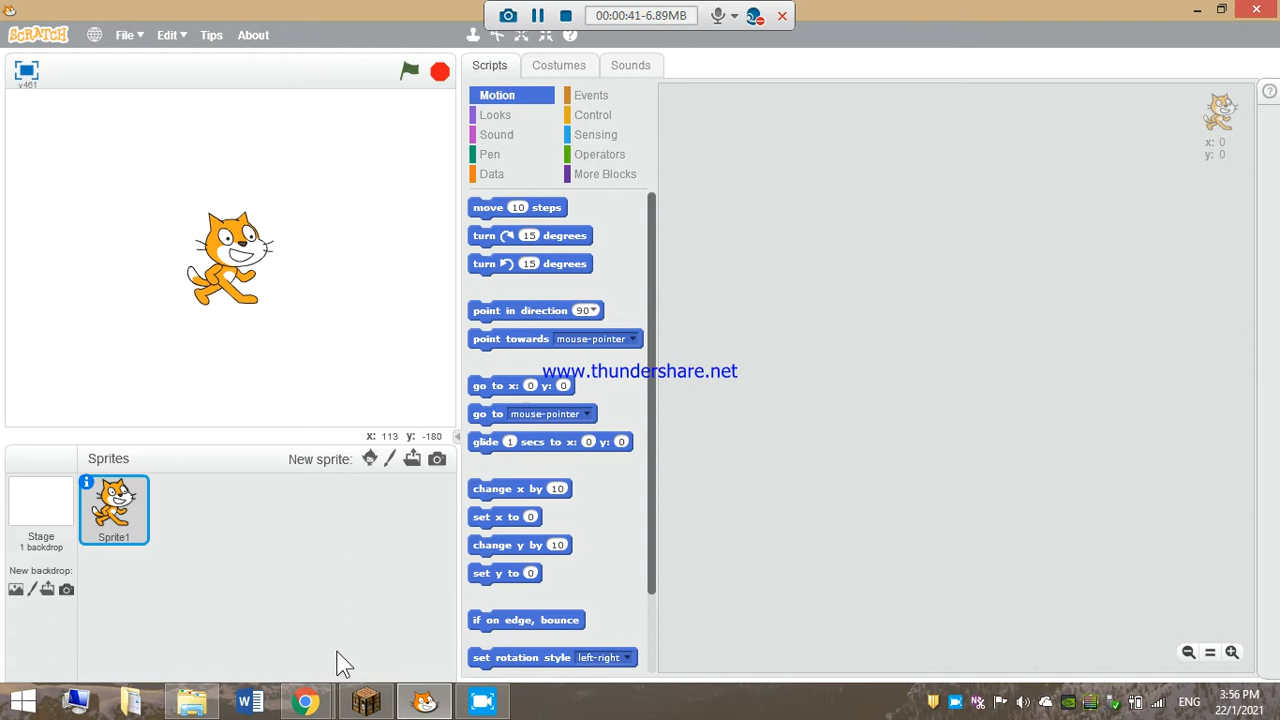 00:00:41-6.89MB
SCRATCH File Edit Tips About
v461
Scripts Costumes Sounds
Motion Events
Looks Control
Sound Sensing
Pen Operators
Data More Blocks
x: 0
y: 0
move 10 steps
turn 15 degrees
turn 15 degrees
point in direction 90
point towards mouse-pointer
www.thundershare.net
go to x: 0 y: 0
go to mouse-pointer
glide 1 secs to x: 0 y: 0
change x by 10
set x to 0
change y by 10
set y to 0
if on edge, bounce
set rotation style left-right
x: 113 y: -180
Sprites New sprite:
Stage
1 backdrop
Sprite1
New backdrop:
ENG
3:56 PM
22/1/2021